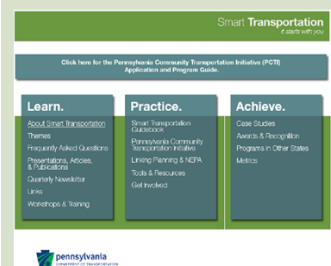 Smart Transportation
it starts with you
Click here for the Pennsylvania Community Transportation Initiative (PCTI)
Application and Program Guide.
Learn.
About Smart Transportation
Themes
Frequently Asked Questions
Presentations, Articles,
& Publications
Quarterly Newsletter
Links
Workshops & Training
Practice.
Smart Transportation
Guidebook
Pennsylvania Community
Transportation Initiative
Linking Planning & NEPA
Tools & Resources
Get Involved
Achieve.
Case Studies
Awards & Recognition
Programs in Other States
Metrics
pennsylvania
DEPARTMENT OF TRANSPORTATION